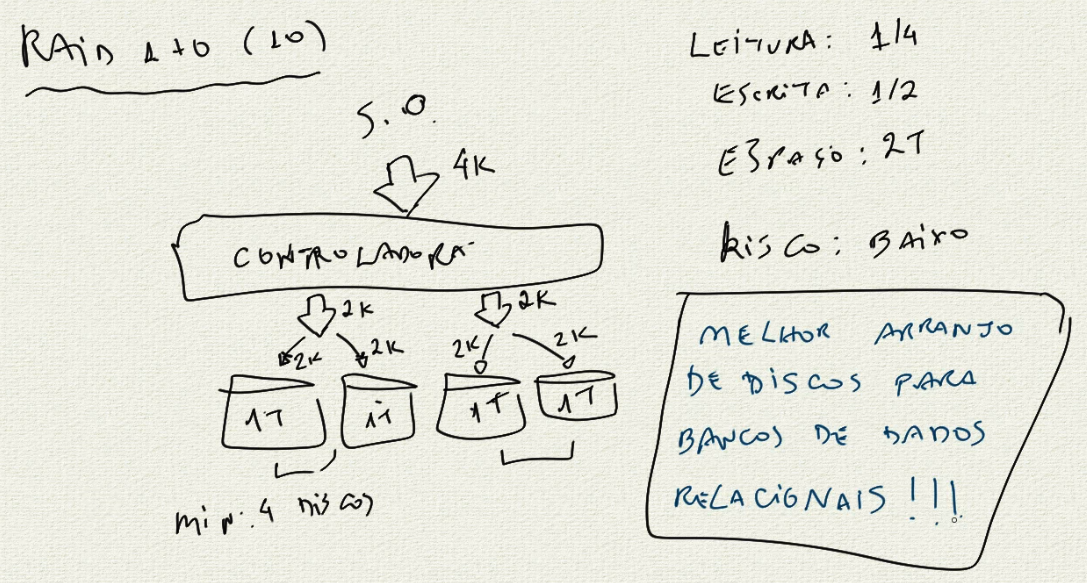 RAID 1+0 (10)
S.O.
4K
CONTROLADORA
2K
2K
2K
2K
2K
2K
1T
1T
1T
1T
MIN: 4 DISCOS
LEITURA: 1/4
ESCRITA: 1/2
ESPAÇO: 2T
RISCO: BAIXO
MELHOR ARRANJO
DE DISCOS PARA
BANCOS DE DADOS
RELACIONAIS !!!